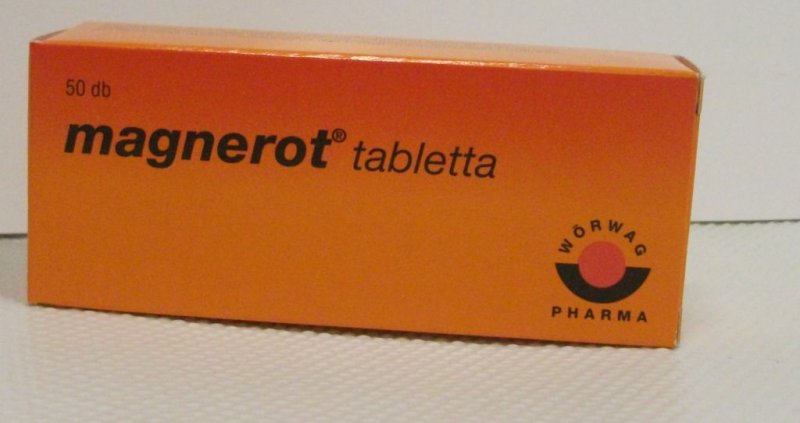 50 db
magnerot® tabletta
WÖRWAG
PHARMA